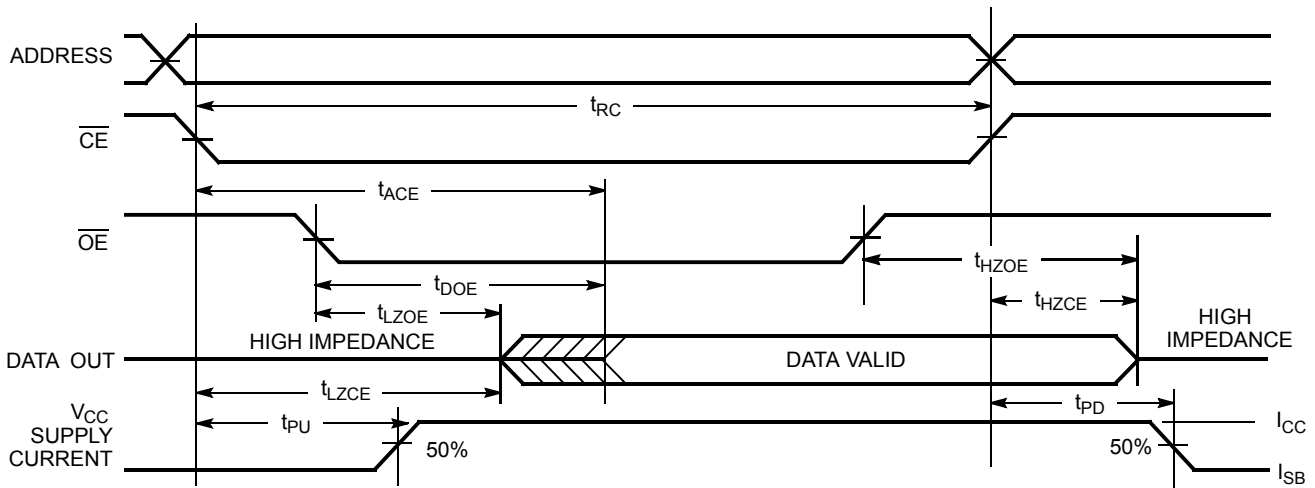 ADDRESS
tRC
CE
tACE
OE
tHZOE
tDOE
tLZOE
tHZCE
HIGH IMPEDANCE
HIGH
IMPEDANCE
DATA OUT
DATA VALID
tLZCE
VCC
SUPPLY
CURRENT
tPU
50%
tPD
50%
ICC
ISB